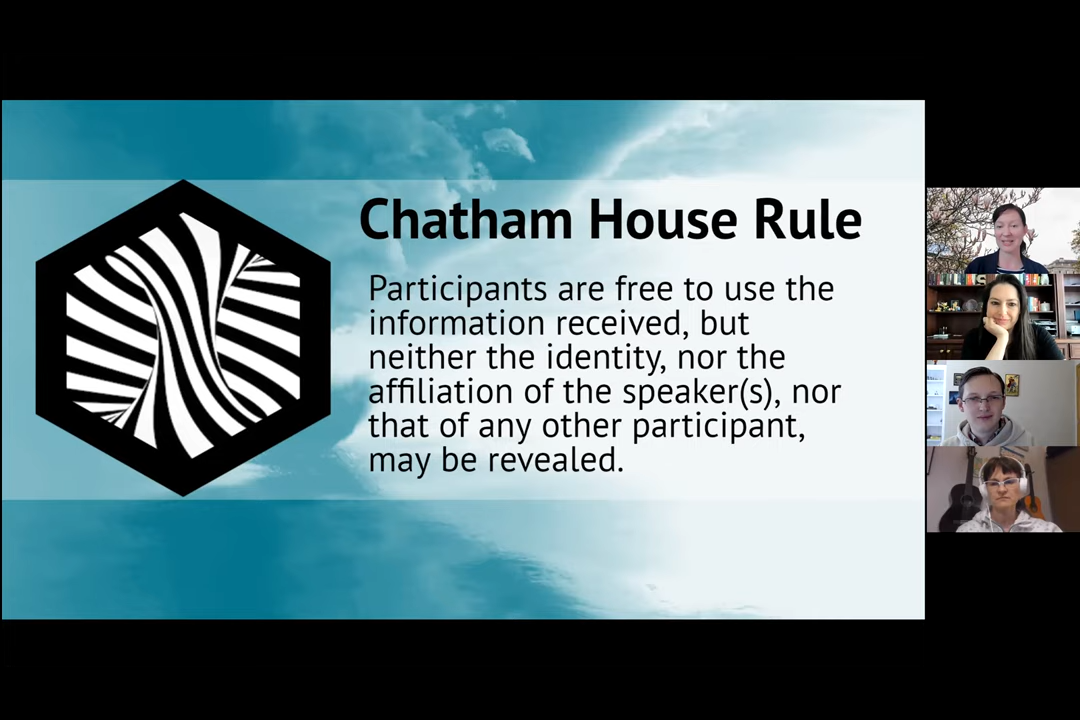 Chatham House Rule
Participants are free to use the
information received, but
neither the identity, nor the
affiliation of the speaker(s), nor
that of any other participant,
may be revealed.